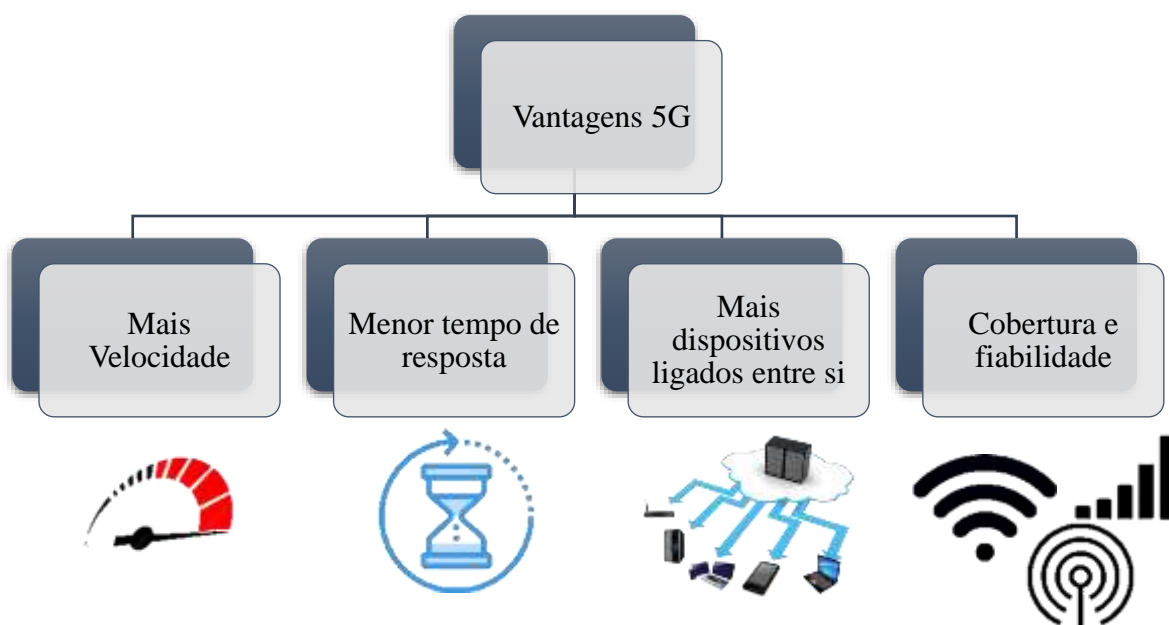 Vantagens 5G
Mais
Velocidade
Menor tempo de
resposta
Mais
dispositivos
ligados entre si
Cobertura e
fiabilidade